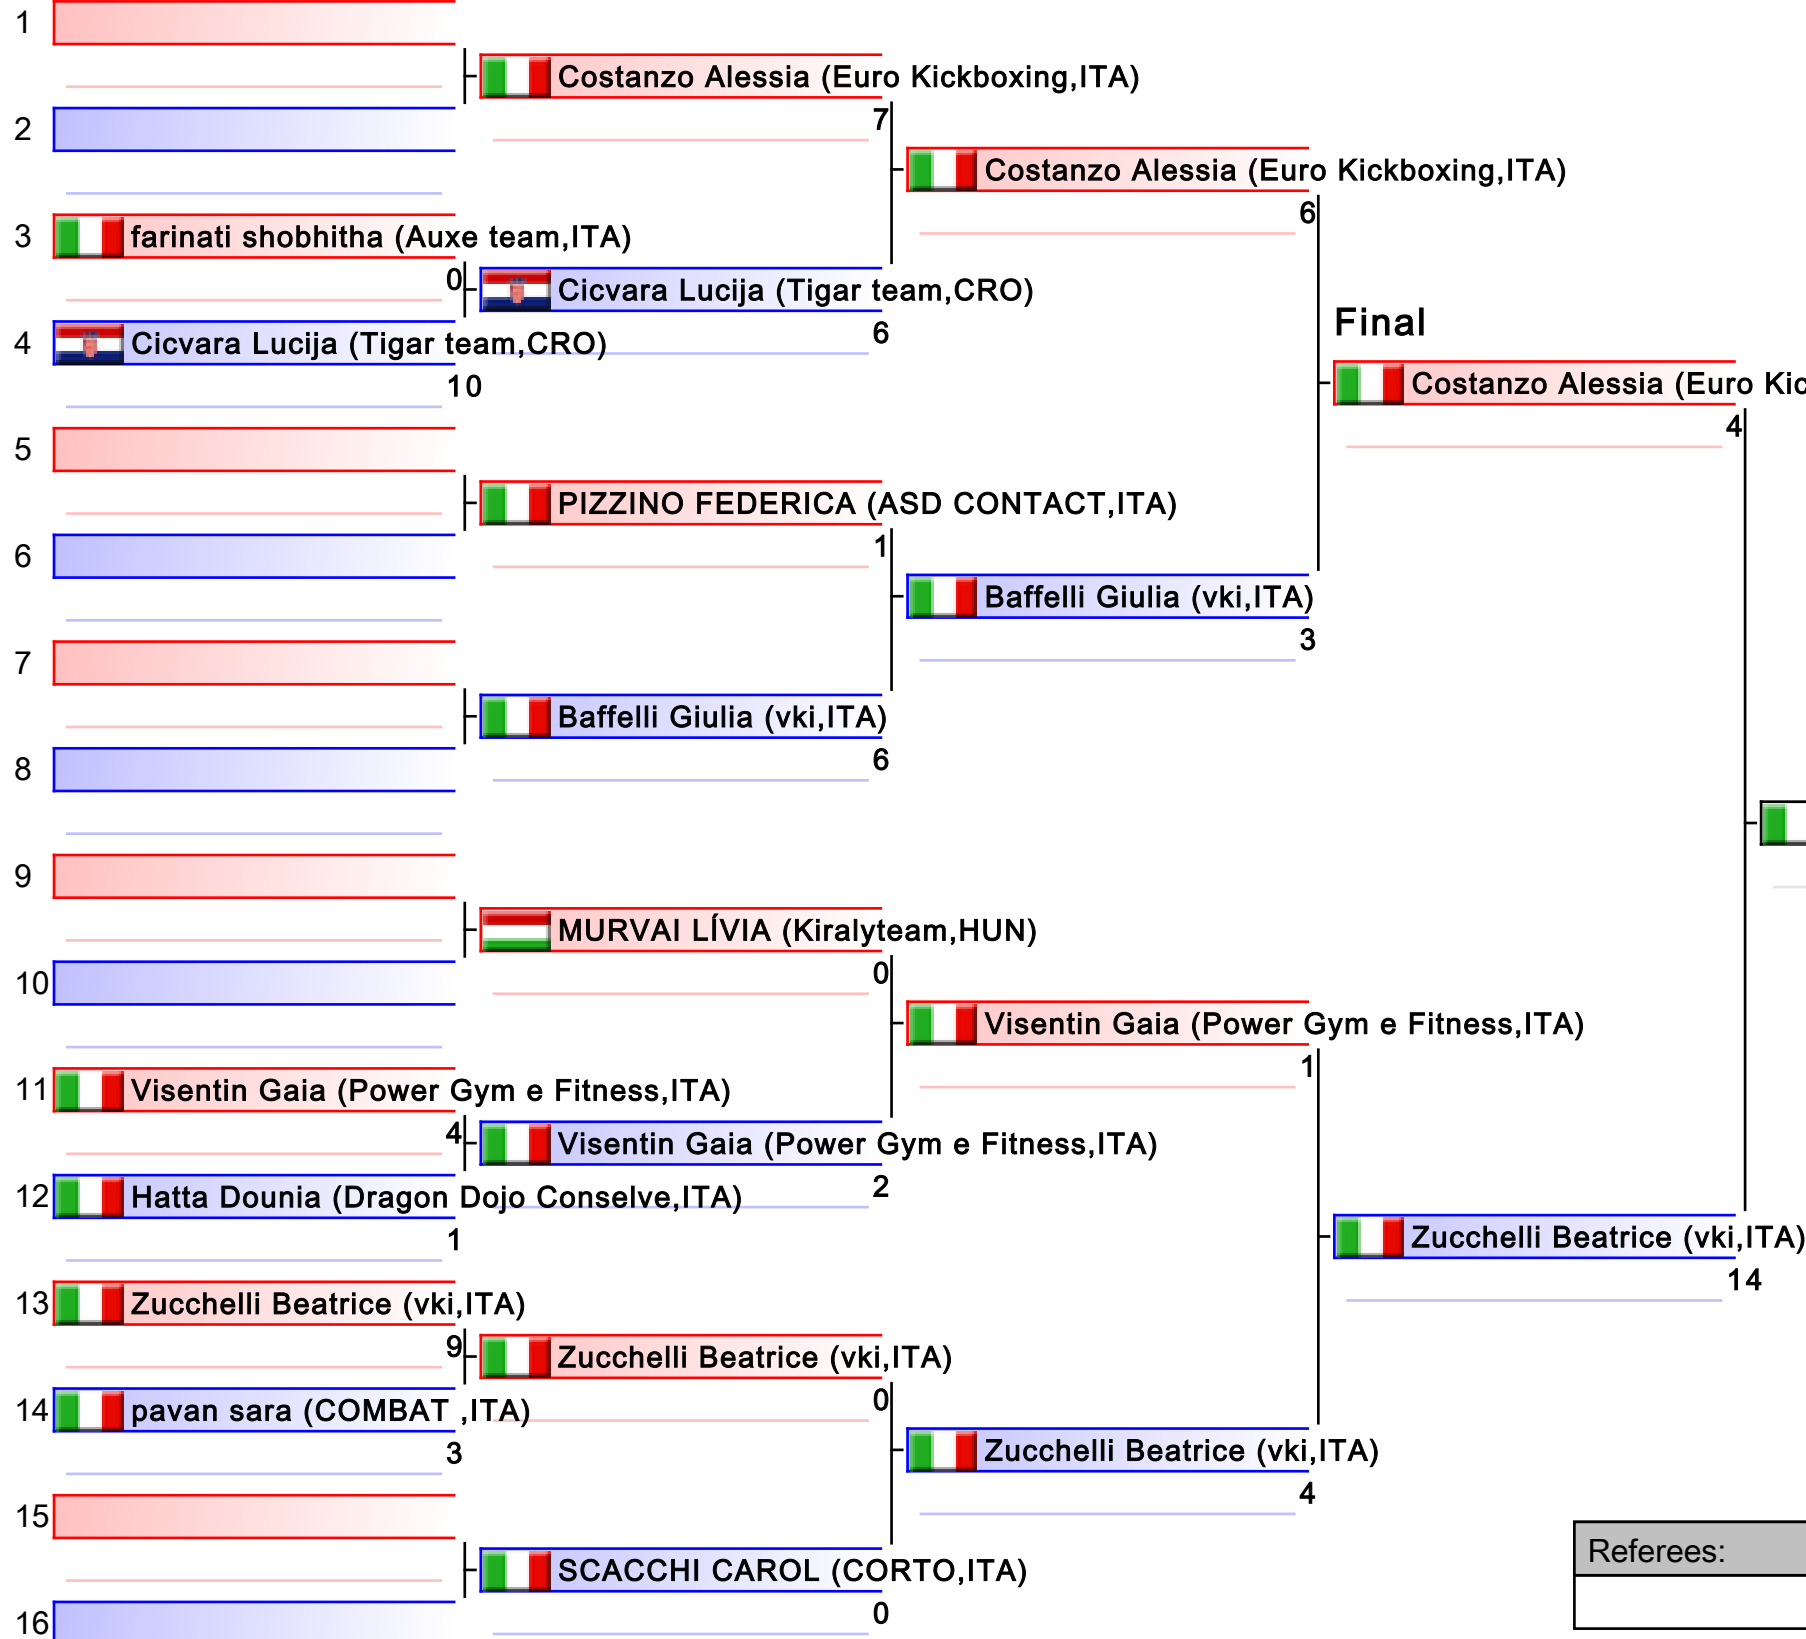 1
Costanzo Alessia (Euro Kickboxing,ITA)
7
2
Costanzo Alessia (Euro Kickboxing,ITA)
6
3 farinati shobhitha (Auxe team,ITA)
0
Cicvara Lucija (Tigar team,CRO)
6
Final
4 Cicvara Lucija (Tigar team,CRO)
10
Costanzo Alessia (Euro Kic
4
5
PIZZINO FEDERICA (ASD CONTACT,ITA)
1
6
Baffelli Giulia (vki,ITA)
3
7
Baffelli Giulia (vki,ITA)
6
8
9
MURVAI LÍVIA (Kiralyteam,HUN)
0
10
Visentin Gaia (Power Gym e Fitness,ITA)
1
11 Visentin Gaia (Power Gym e Fitness,ITA)
4
Visentin Gaia (Power Gym e Fitness,ITA)
2
12 Hatta Dounia (Dragon Dojo Conselve,ITA)
1
Zucchelli Beatrice (vki,ITA)
14
13 Zucchelli Beatrice (vki,ITA)
9
Zucchelli Beatrice (vki,ITA)
0
14 pavan sara (COMBAT ,ITA)
3
Zucchelli Beatrice (vki,ITA)
4
15
SCACCHI CAROL (CORTO,ITA)
0
16
Referees: